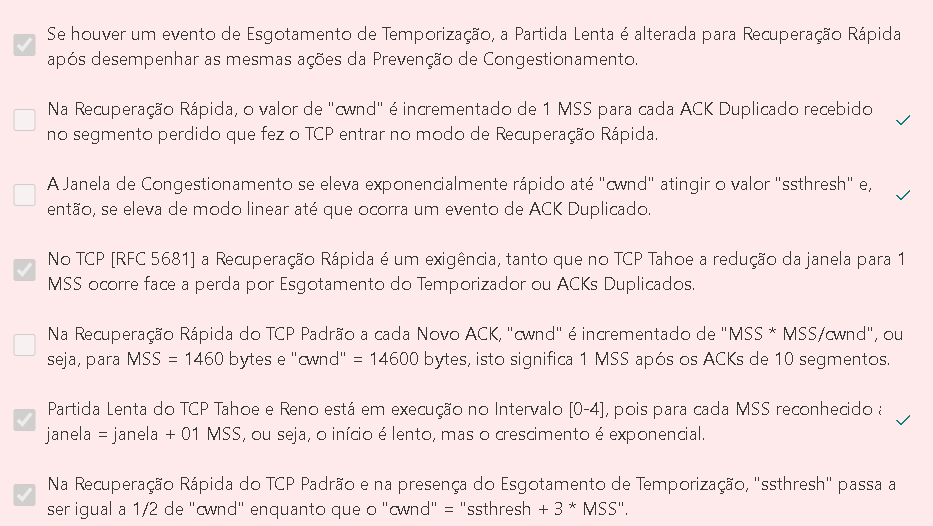 Se houver um evento de Esgotamento de Temporização, a Partida Lenta é alterada para Recuperação Rápida
após desempenhar as mesmas ações da Prevenção de Congestionamento.
Na Recuperação Rápida, o valor de "cwnd" é incrementado de 1 MSS para cada ACK Duplicado recebido
no segmento perdido que fez o TCP entrar no modo de Recuperação Rápida.
A Janela de Congestionamento se eleva exponencialmente rápido até "cwnd" atingir o valor "ssthresh" e,
então, se eleva de modo linear até que ocorra um evento de ACK Duplicado.
No TCP [RFC 5681] a Recuperação Rápida é um exigência, tanto que no TCP Tahoe a redução da janela para 1
MSS ocorre face a perda por Esgotamento do Temporizador ou ACKs Duplicados.
Na Recuperação Rápida do TCP Padrão a cada Novo ACK, "cwnd" é incrementado de "MSS * MSS/cwnd", ou
seja, para MSS = 1460 bytes e "cwnd" = 14600 bytes, isto significa 1 MSS após os ACKs de 10 segmentos.
Partida Lenta do TCP Tahoe e Reno está em execução no Intervalo [0-4], pois para cada MSS reconhecido
janela = janela + 01 MSS, ou seja, o início é lento, mas o crescimento é exponencial.
Na Recuperação Rápida do TCP Padrão e na presença do Esgotamento de Temporização, "ssthresh" passa a
ser igual a 1/2 de "cwnd" enquanto que o "cwnd" = "ssthresh + 3 * MSS".